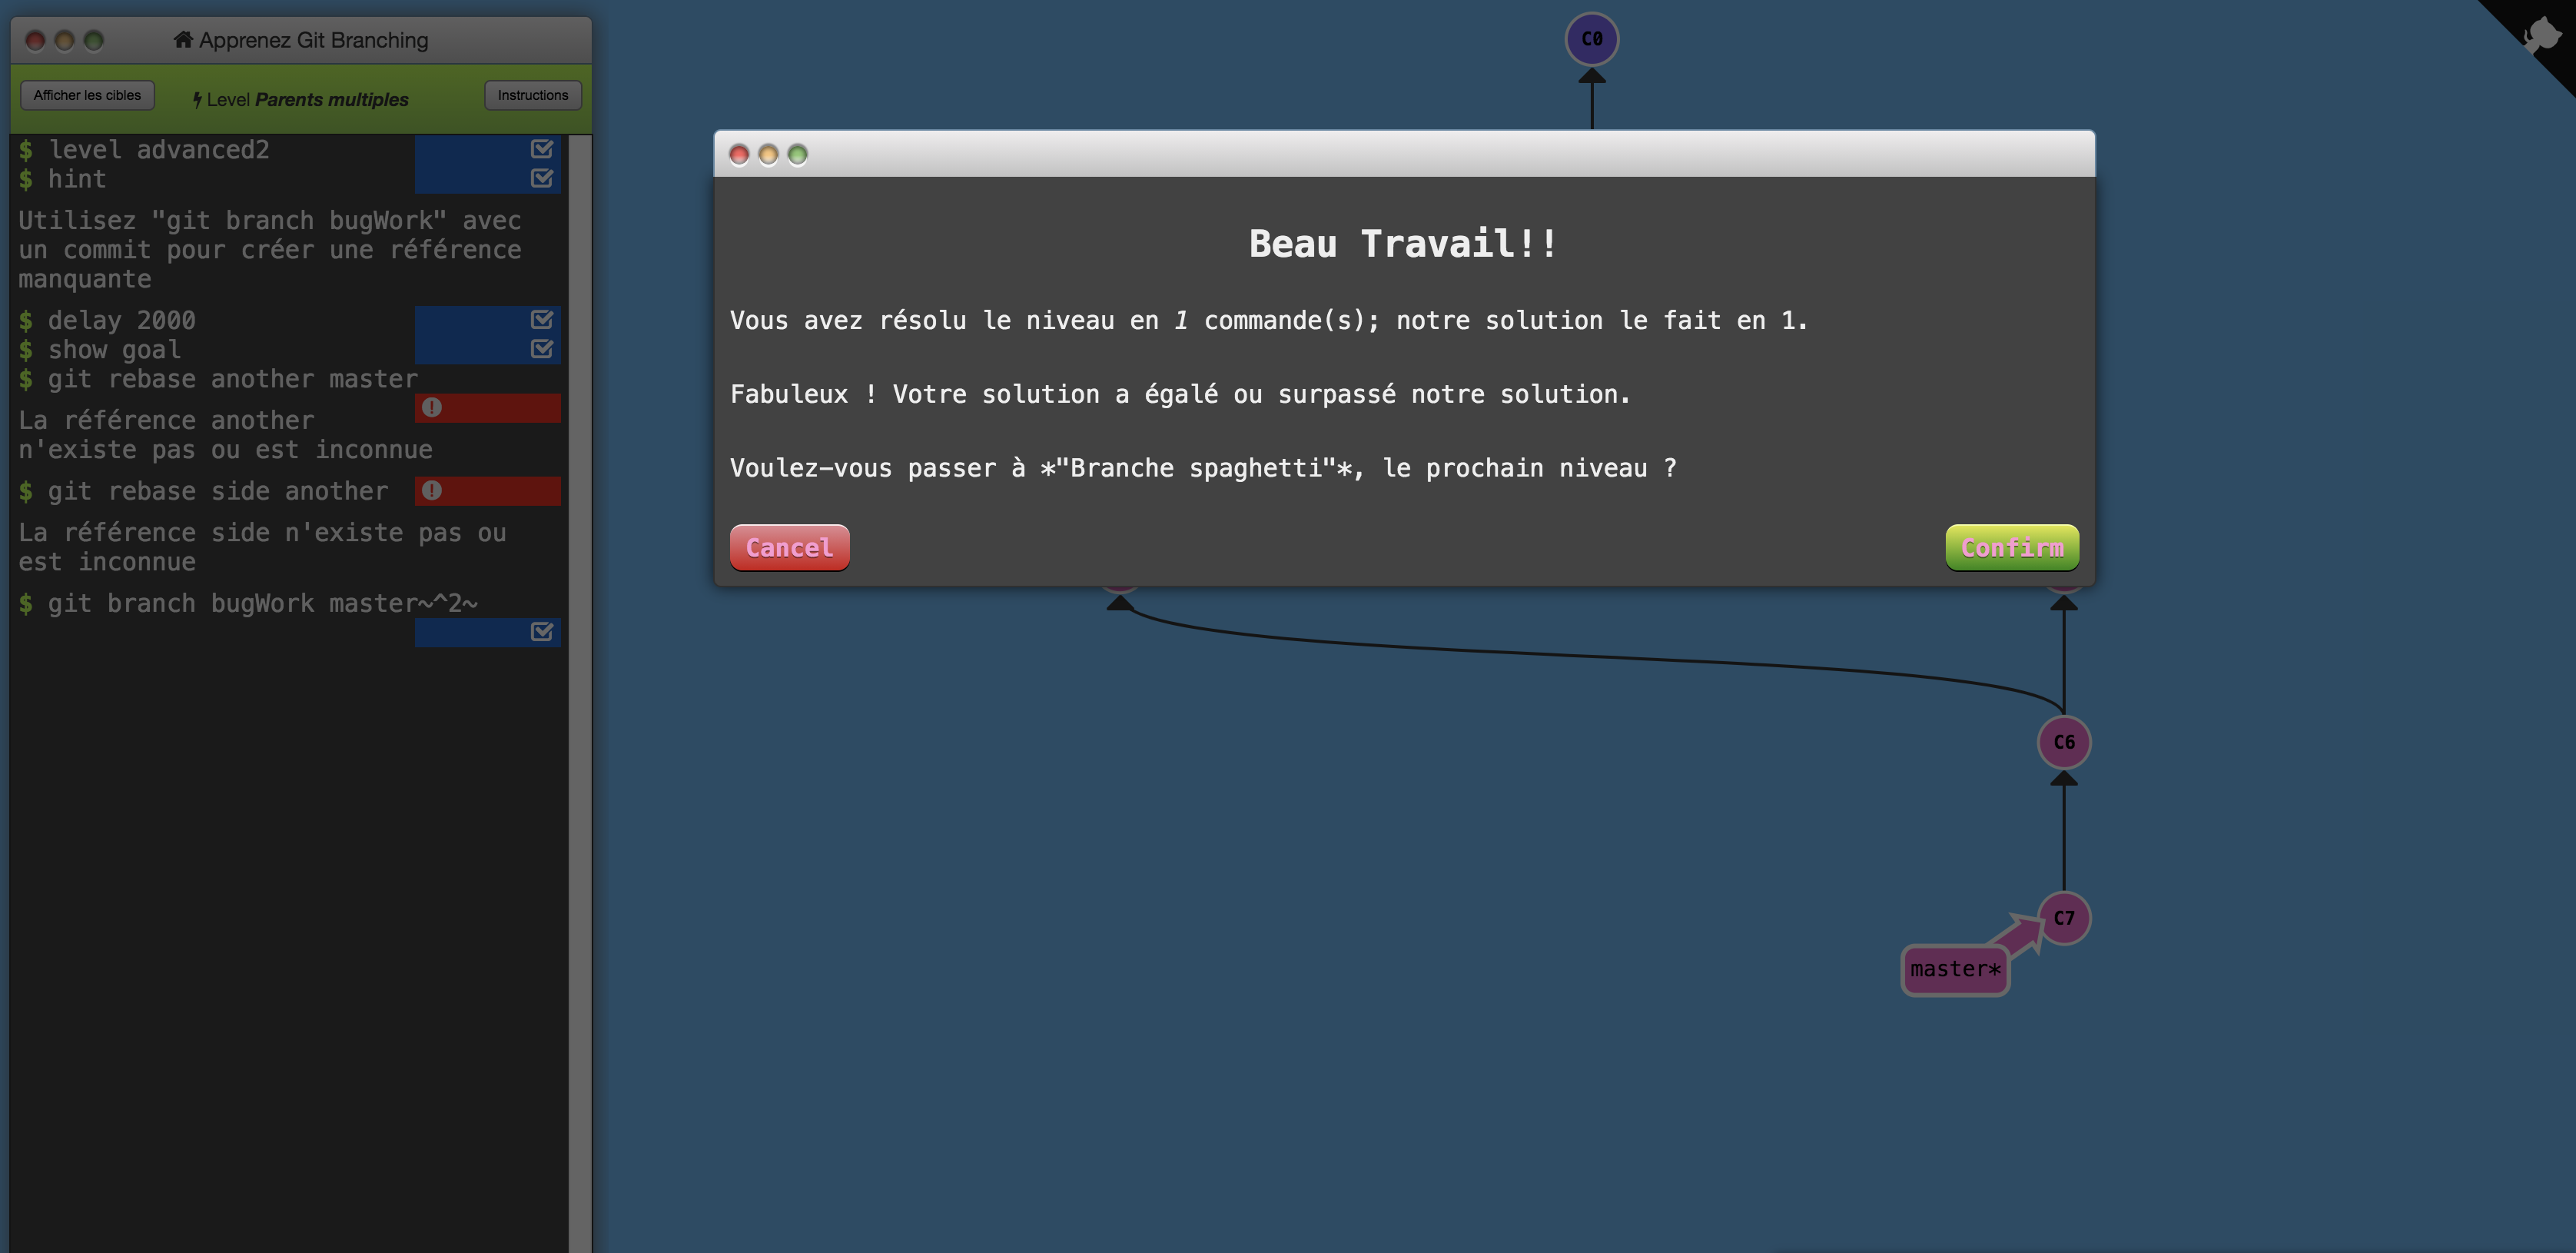 Apprenez Git Branching
Afficher les cibles
Level Parents multiples
Instructions
$ level advanced2
$ hint
Utilisez "git branch bugWork" avec
un commit pour créer une référence
manquante
$ delay 2000
$ show goal
$ git rebase another master
La référence another
n'existe pas ou est inconnue
$ git rebase side another
La référence side n'existe pas ou
est inconnue
$ git branch bugWork master~^2~
C0
Beau Travail!!
Vous avez résolu le niveau en 1 commande(s); notre solution le fait en 1.
Fabuleux ! Votre solution a égalé ou surpassé notre solution.
Voulez-vous passer à *"Branche spaghetti"*, le prochain niveau ?
Cancel
Confirm
C6
C7
master*